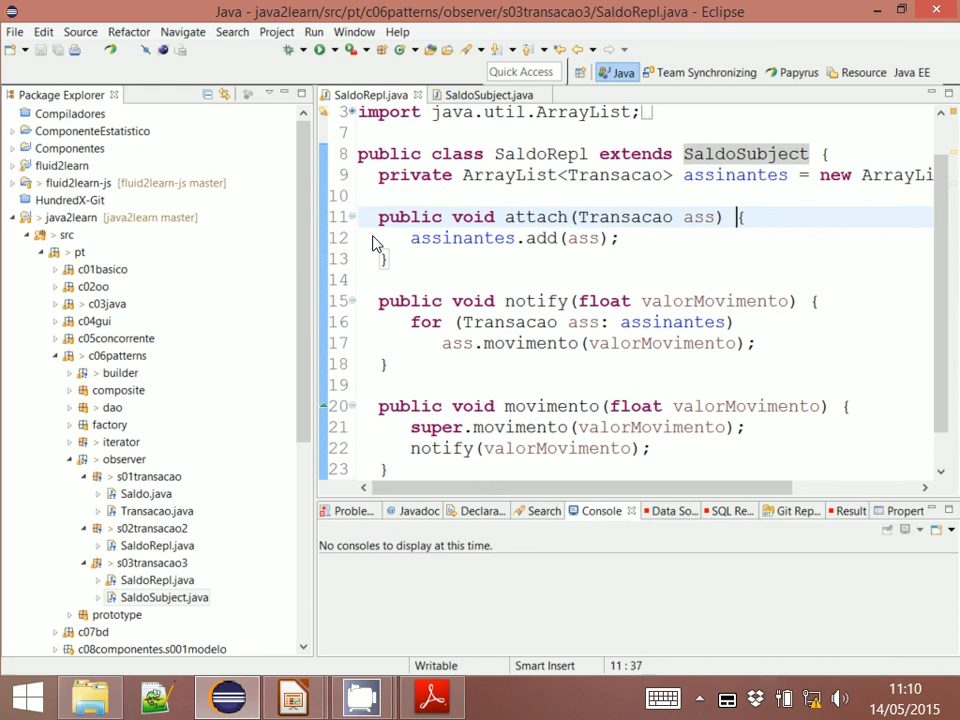 Java - java2learn/src/pt/c06patterns/observer/s03transacao3/SaldoRepl.java - Eclipse
File Edit Source Refactor Navigate Search Project Run Window Help
Quick Access Java Team Synchronizing Papyrus Resource Java EE
Package Explorer
Compiladores
ComponenteEstatistico
Componentes
fluid2learn
> fluid2learn-js [fluid2learn-js master]
HundredX-Git
> java2learn [java2learn master]
> src
> pt
c01basico
c02oo
> c03java
c04gui
c05concorrente
> c06patterns
> builder
composite
> dao
factory
> iterator
> observer
> s01transacao
Saldo.java
Transacao.java
> s02transacao2
SaldoRepl.java
> s03transacao3
SaldoRepl.java
SaldoSubject.java
prototype
c07bd
c08componentes.s001modelo
SaldoRepl.java SaldoSubject.java
3 import java.util.ArrayList;
7
8 public class SaldoRepl extends SaldoSubject {
9 private ArrayList<Transacao> assinantes = new ArrayLi
10
11 public void attach(Transacao ass) {
12 assinantes.add(ass);
13 }
14
15 public void notify(float valorMovimento) {
16 for (Transacao ass: assinantes)
17 ass.movimento(valorMovimento);
18 }
19
20 public void movimento(float valorMovimento) {
21 super.movimento(valorMovimento);
22 notify(valorMovimento);
23 }
Proble... Javadoc Declara... Search Console Data So... SQL Re... Git Rep... Result Propert
No consoles to display at this time.
Writable Smart Insert 11 : 37
11:10
14/05/2015